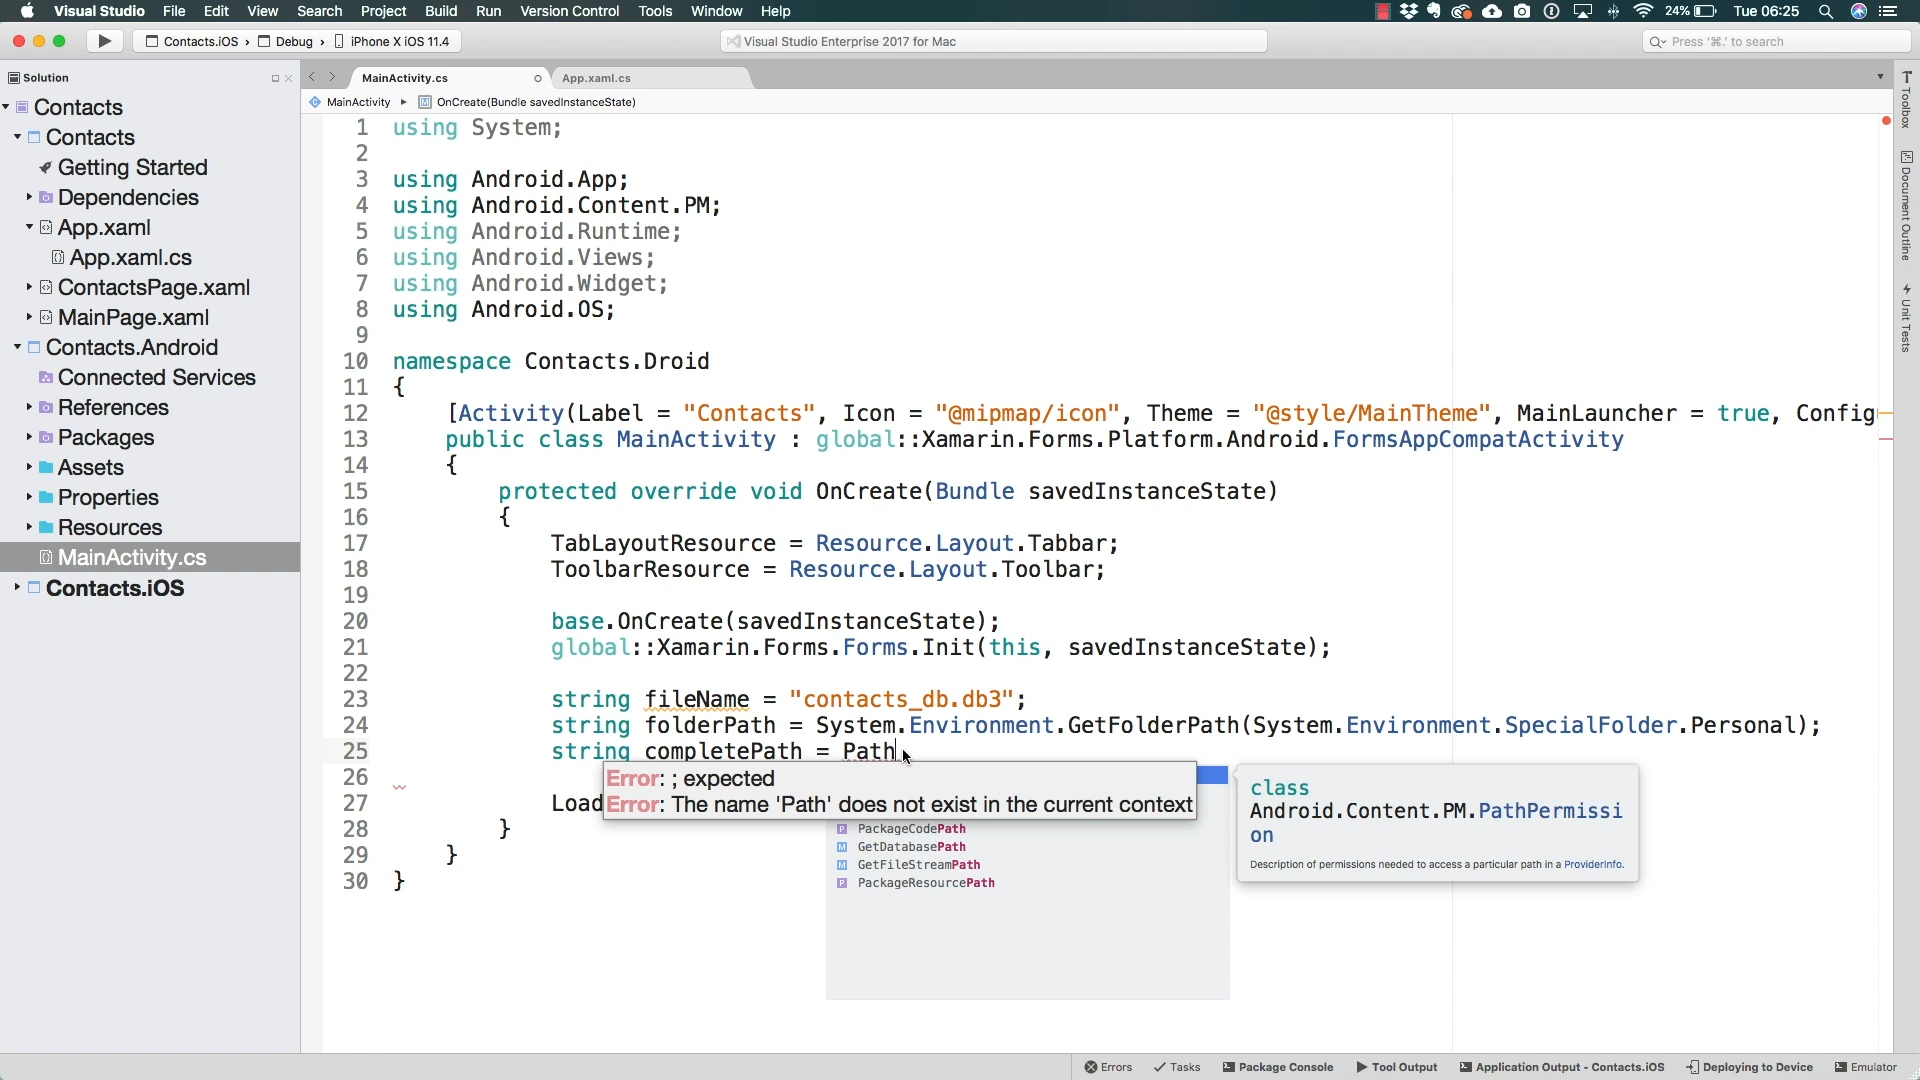 Visual Studio File Edit View Search Project Build Run Version Control Tools Window Help 24% Tue 06:25
Contacts.iOS › Debug › iPhone X iOS 11.4 Visual Studio Enterprise 2017 for Mac Press '⌘.' to search
Solution
Contacts
Contacts
Getting Started
Dependencies
App.xaml
App.xaml.cs
ContactsPage.xaml
MainPage.xaml
Contacts.Android
Connected Services
References
Packages
Assets
Properties
Resources
MainActivity.cs
Contacts.iOS
MainActivity.cs App.xaml.cs
MainActivity OnCreate(Bundle savedInstanceState)
1 using System;
2
3 using Android.App;
4 using Android.Content.PM;
5 using Android.Runtime;
6 using Android.Views;
7 using Android.Widget;
8 using Android.OS;
9
10 namespace Contacts.Droid
11 {
12 [Activity(Label = "Contacts", Icon = "@mipmap/icon", Theme = "@style/MainTheme", MainLauncher = true, Config
13 public class MainActivity : global::Xamarin.Forms.Platform.Android.FormsAppCompatActivity
14 {
15 protected override void OnCreate(Bundle savedInstanceState)
16 {
17 TabLayoutResource = Resource.Layout.Tabbar;
18 ToolbarResource = Resource.Layout.Toolbar;
19
20 base.OnCreate(savedInstanceState);
21 global::Xamarin.Forms.Forms.Init(this, savedInstanceState);
22
23 string fileName = "contacts_db.db3";
24 string folderPath = System.Environment.GetFolderPath(System.Environment.SpecialFolder.Personal);
25 string completePath = Path
26
27 Load
28 }
29 }
30 }
Error: ; expected
Error: The name 'Path' does not exist in the current context
PackageCodePath
GetDatabasePath
GetFileStreamPath
PackageResourcePath
class
Android.Content.PM.PathPermissi
on
Description of permissions needed to access a particular path in a ProviderInfo.
Toolbox
Document Outline
Unit Tests
Errors Tasks Package Console Tool Output Application Output - Contacts.iOS Deploying to Device Emulator